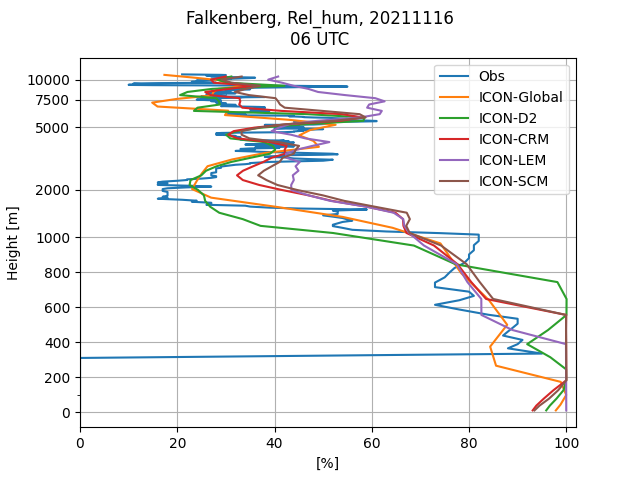 Falkenberg, Rel_hum, 20211116
06 UTC
Height [m]
10000
7500
5000
2000
1000
800
600
400
200
0
Obs
ICON-Global
ICON-D2
ICON-CRM
ICON-LEM
ICON-SCM
0 20 40 60 80 100
[%]